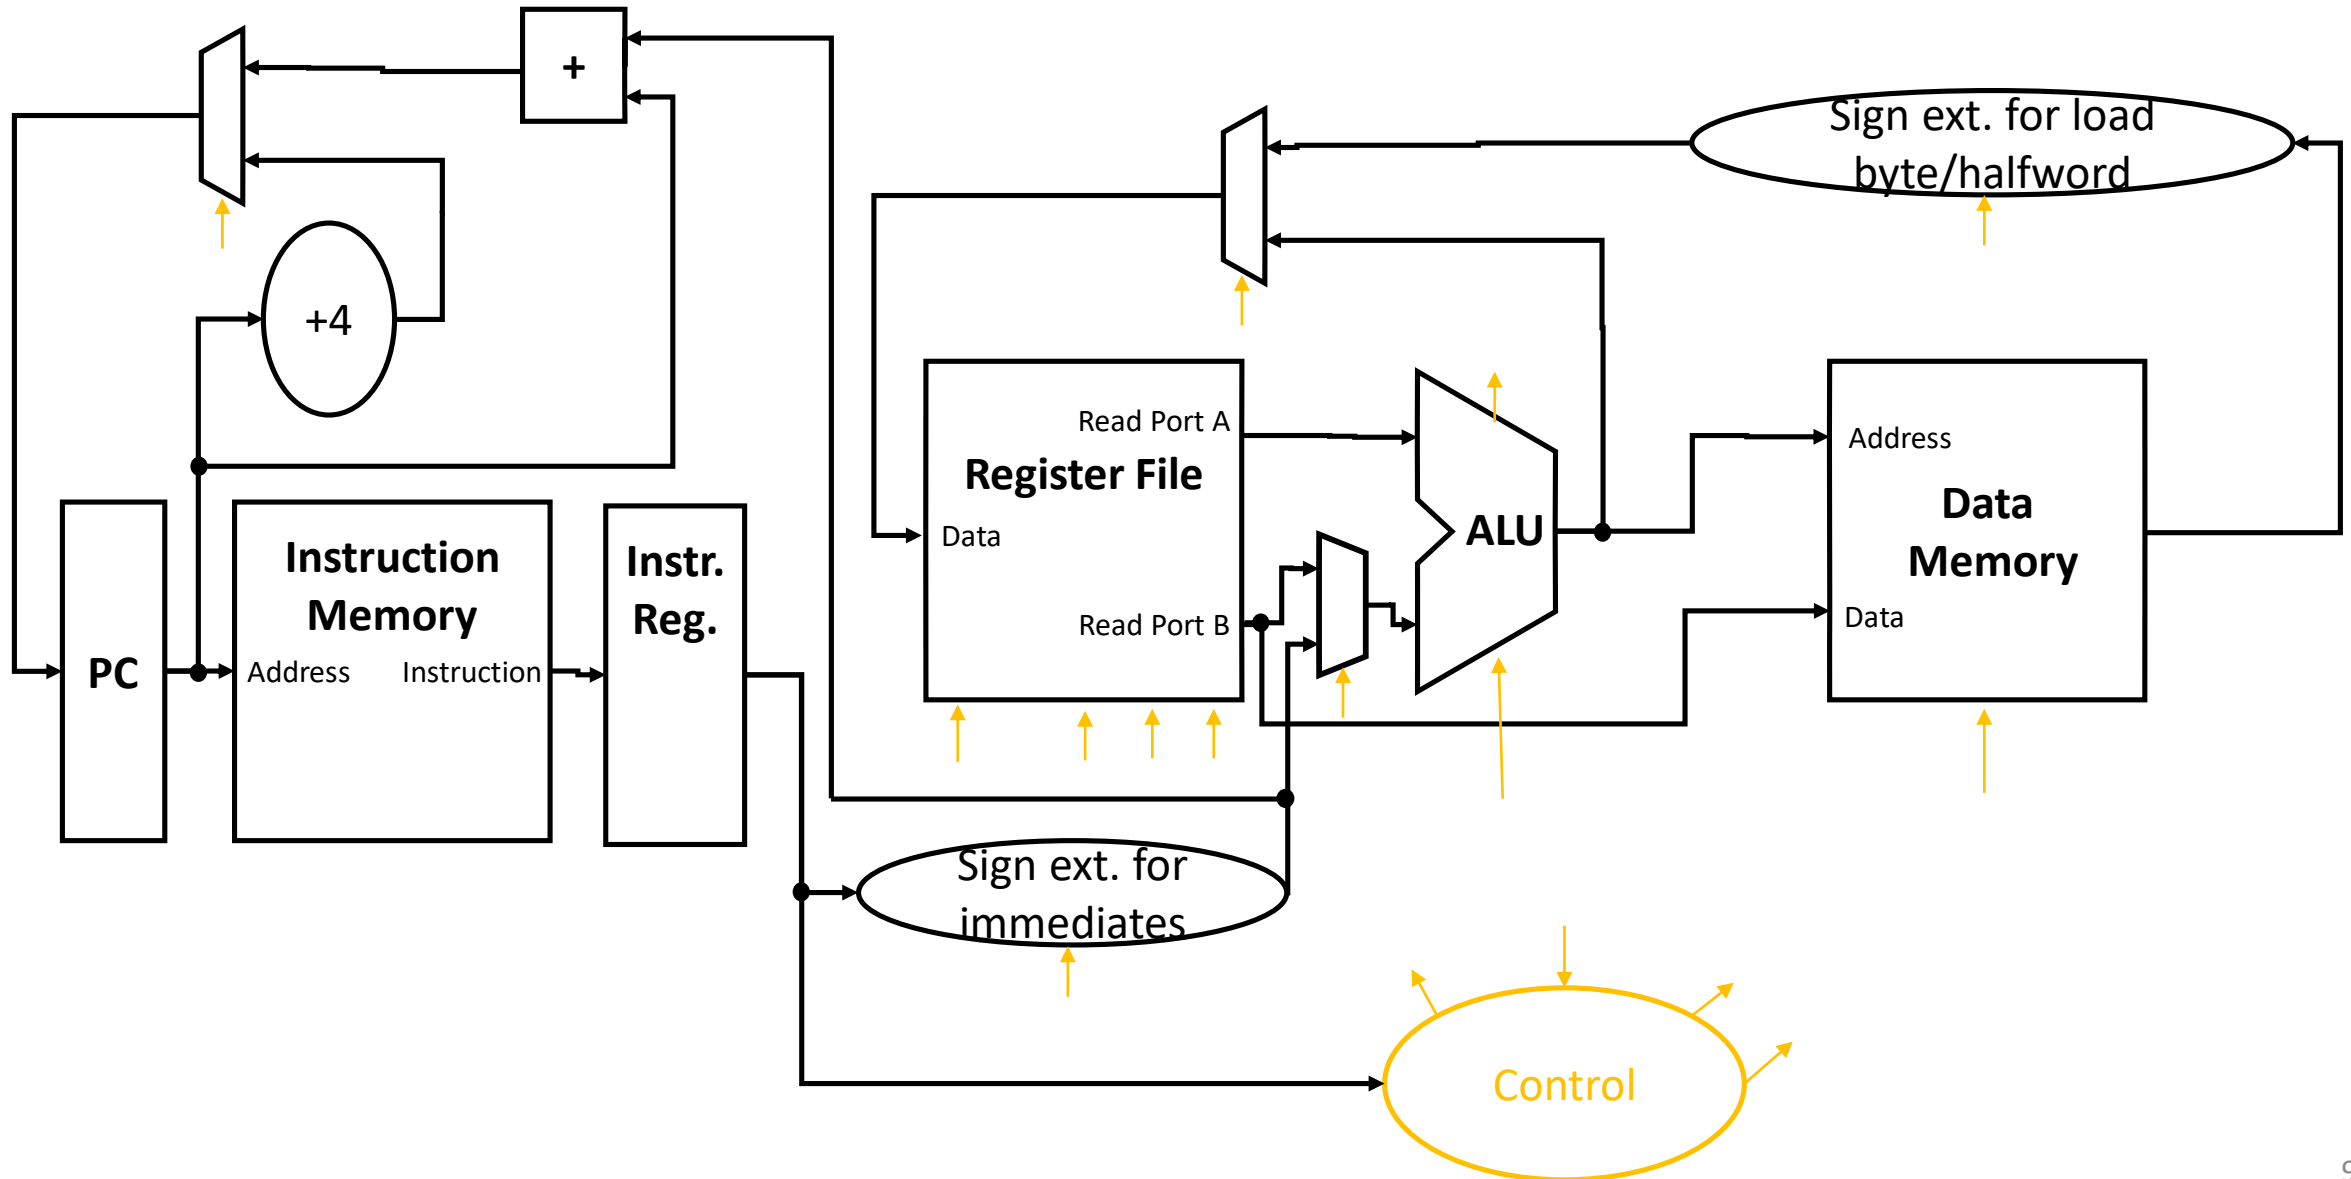 +
Sign ext. for load
byte/halfword
+4
Read Port A
Register File
Data
Read Port B
ALU
Address
Data
Memory
Data
Instruction
Memory
Address
Instruction
Instr.
Reg.
PC
Sign ext. for
immediates
Control